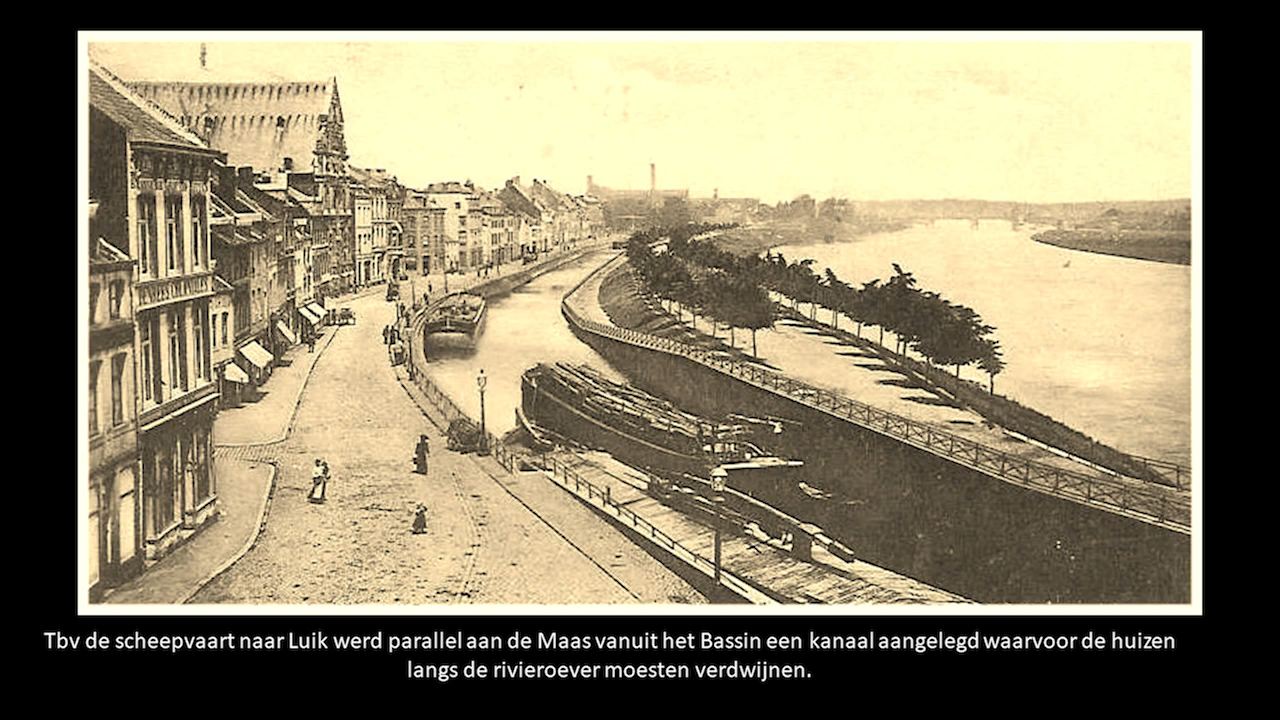 Tbv de scheepvaart naar Luik werd parallel aan de Maas vanuit het Bassin een kanaal aangelegd waarvoor de huizen
langs de rivieroever moesten verdwijnen.